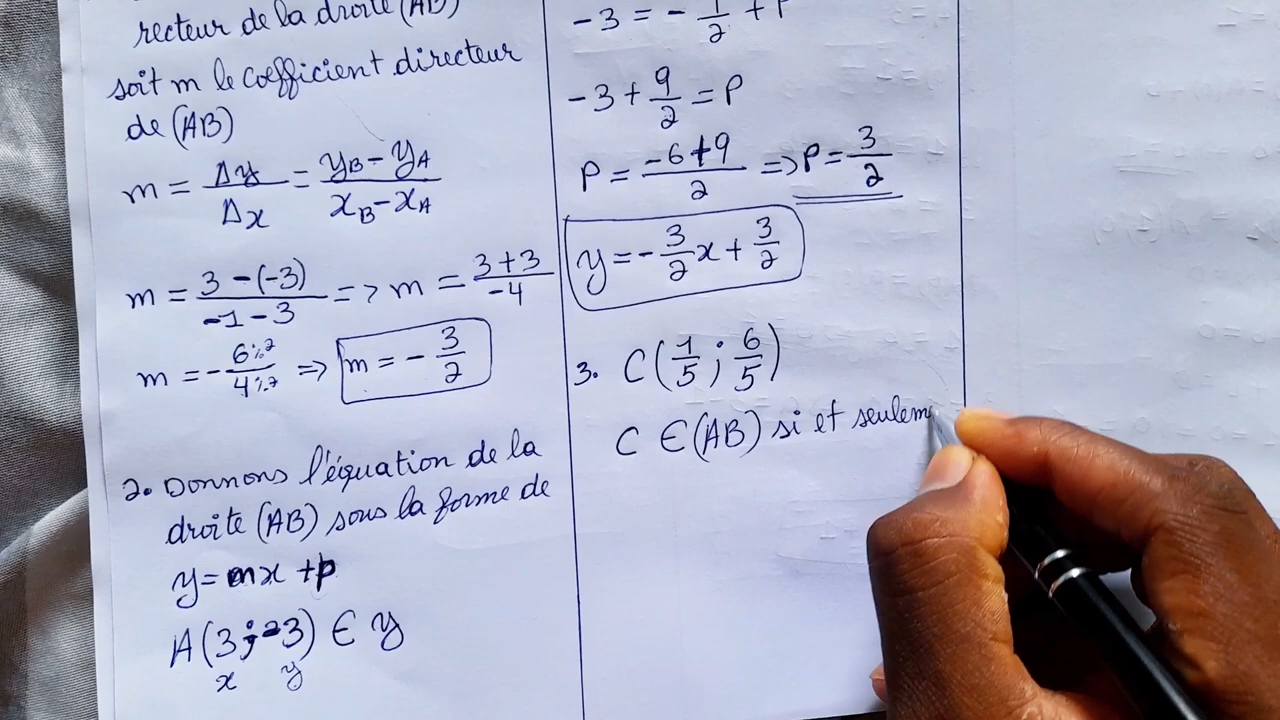 recteur de la droite (AB)
soit m le coefficient directeur
de (AB)
m = Δy/Δx = yB - yA / xB - xA
m = 3 - (-3) / -1 - 3 => m = 3 + 3 / -4
m = - 6÷2 / 4÷2 => m = - 3/2
2. Donnons l'équation de la
droite (AB) sous la forme de
y = mx + p
A (3 ; -3) ∈ y
x y
-3 = - /2 + P
-3 + 9/2 = P
P = -6 + 9 / 2 => P = 3/2
y = - 3/2 x + 3/2
3. C (1/5 ; 6/5)
C ∈ (AB) si et seulem